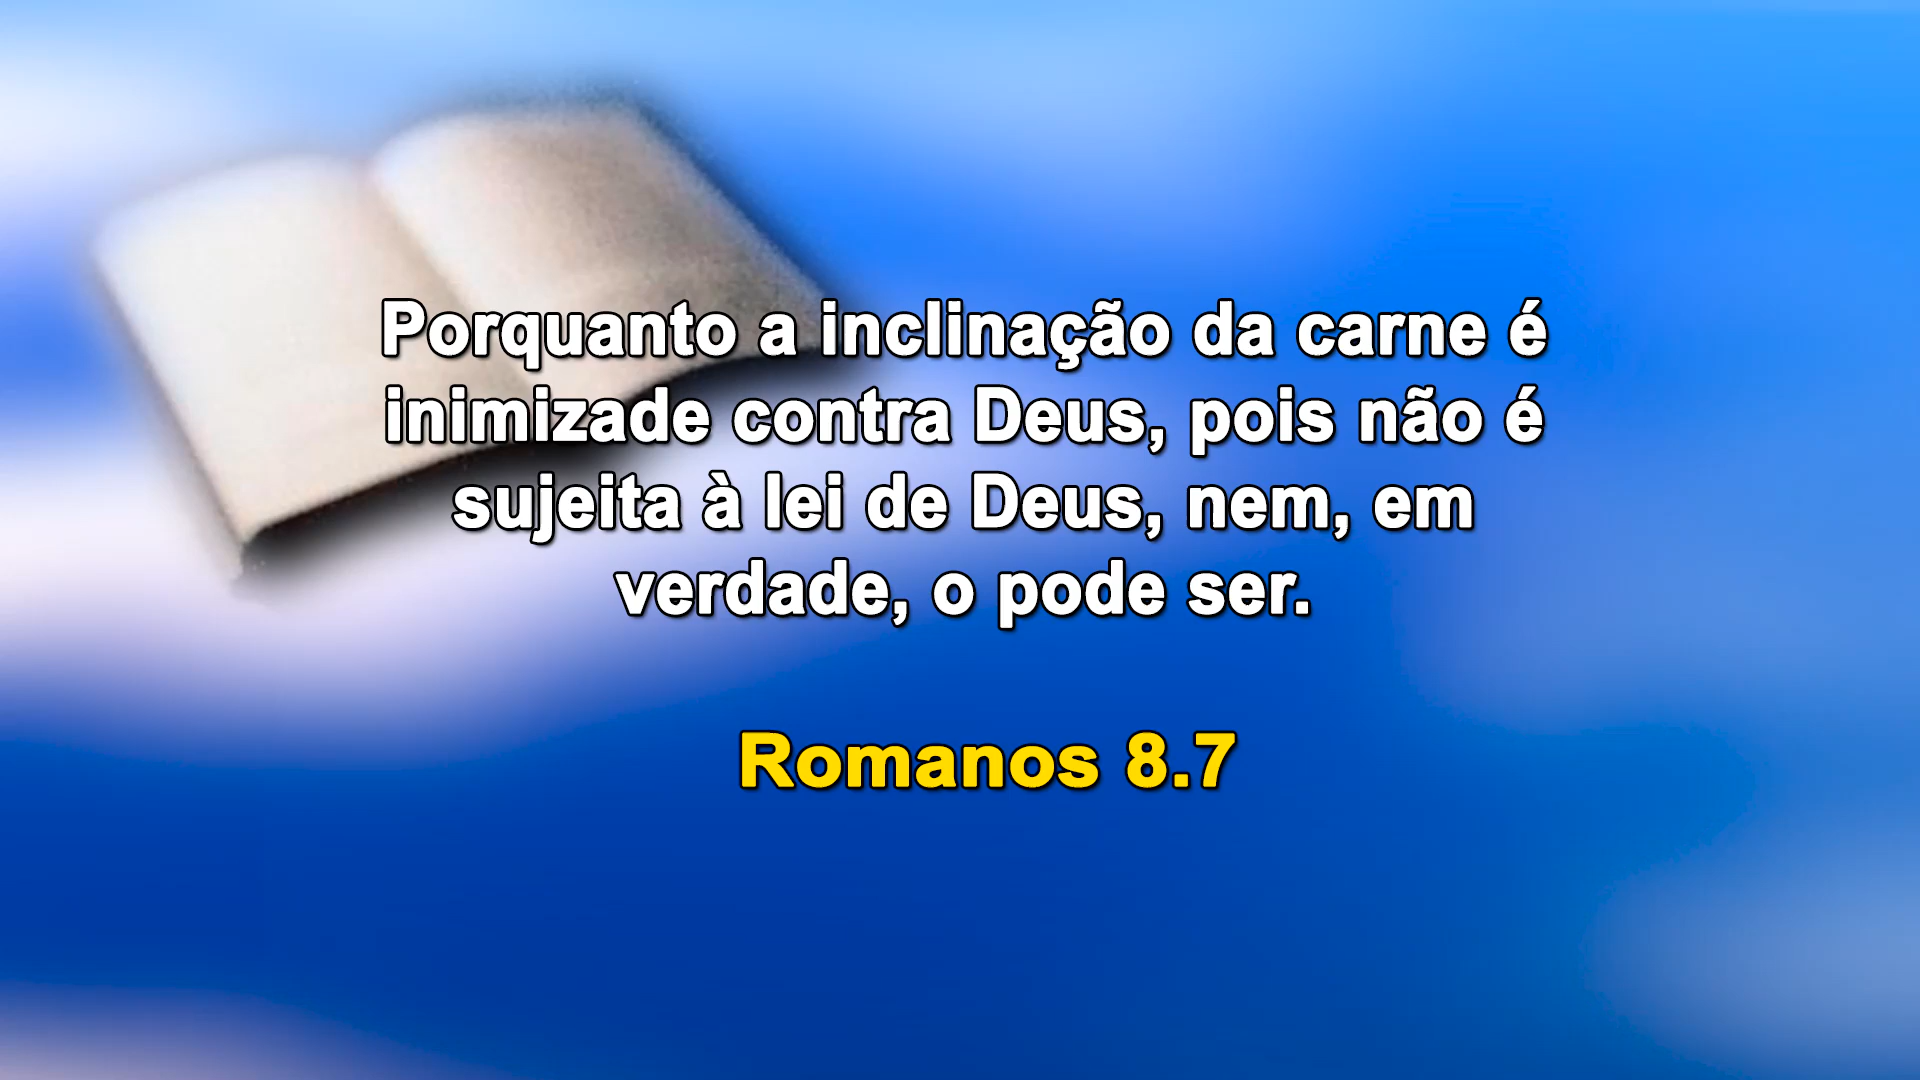 Porquanto a inclinação da carne é
inimizade contra Deus, pois não é
sujeita à lei de Deus, nem, em
verdade, o pode ser.
Romanos 8.7